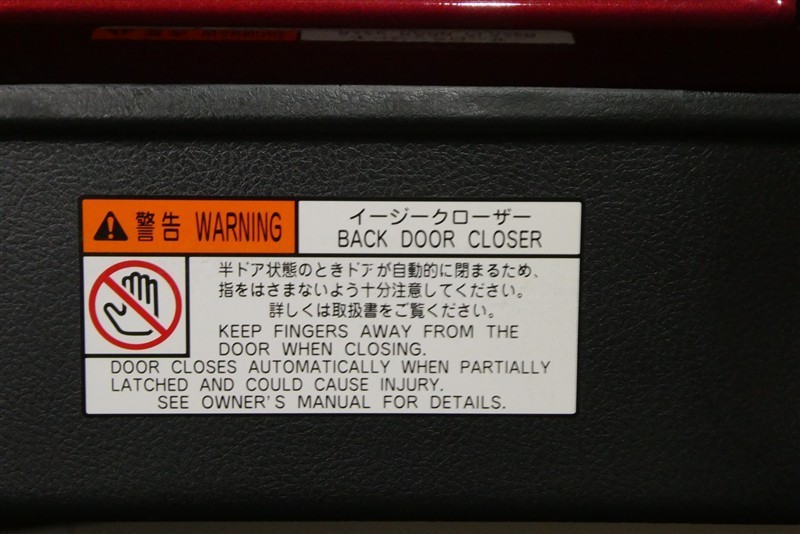 警告 WARNING
イージークローザー
BACK DOOR CLOSER
半ドア状態のときドアが自動的に閉まるため、
指をはさまないよう十分注意してください。
詳しくは取扱書をご覧ください。
KEEP FINGERS AWAY FROM THE
DOOR WHEN CLOSING.
DOOR CLOSES AUTOMATICALLY WHEN PARTIALLY
LATCHED AND COULD CAUSE INJURY.
SEE OWNER'S MANUAL FOR DETAILS.